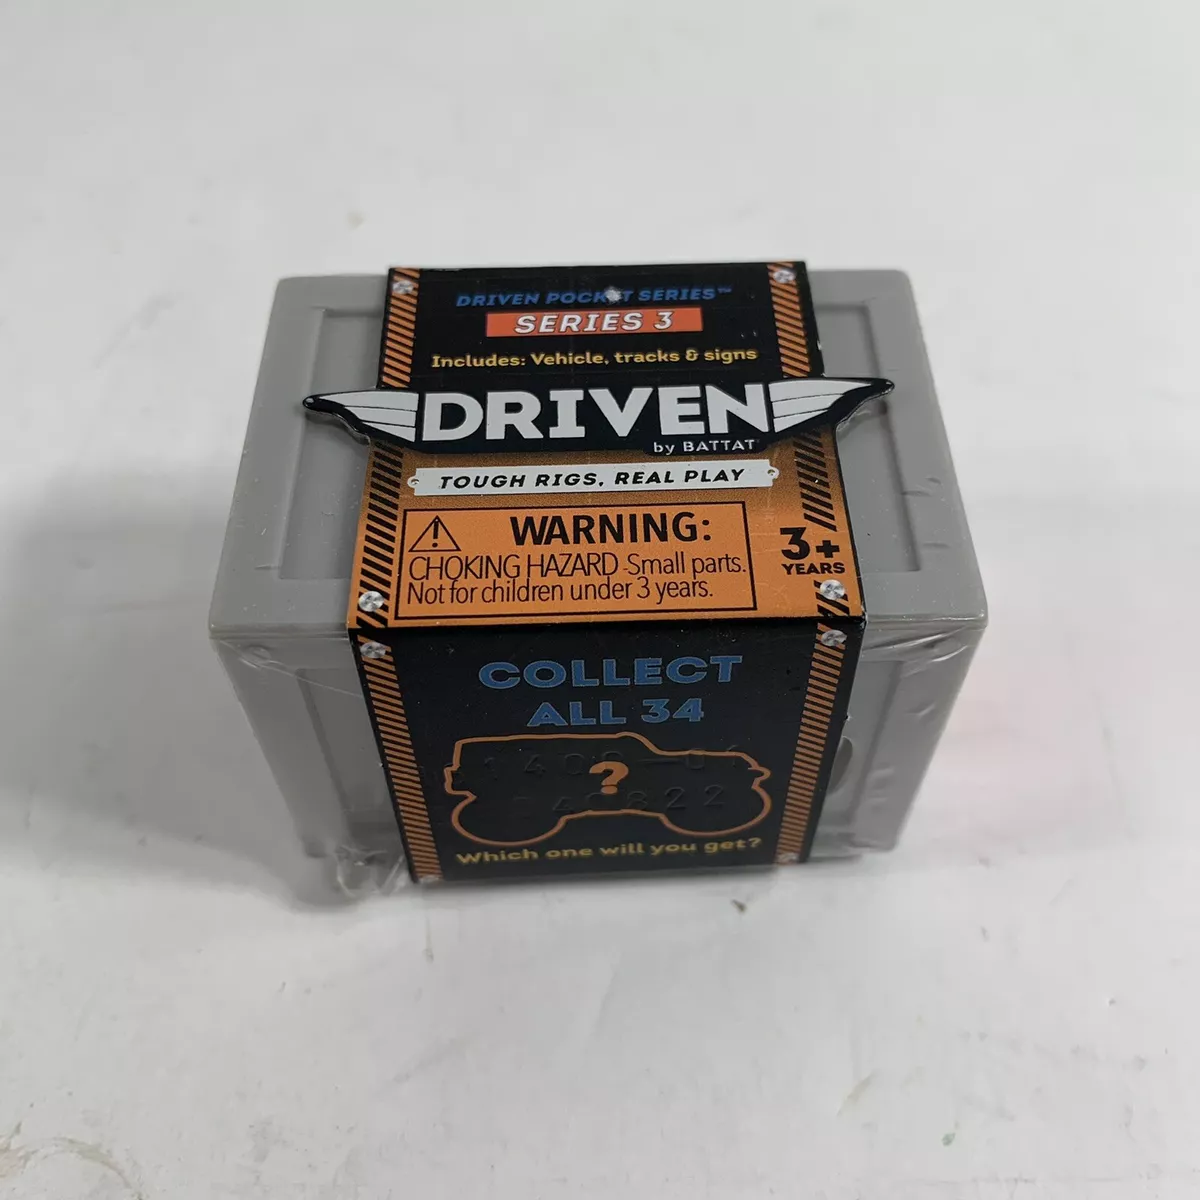 DRIVEN POCKET SERIES™
SERIES 3
Includes: Vehicle, tracks & signs
DRIVEN
by BATTAT
TOUGH RIGS, REAL PLAY
WARNING:
CHOKING HAZARD -Small parts.
Not for children under 3 years.
3+
YEARS
COLLECT
ALL 34
?
Which one will you get?